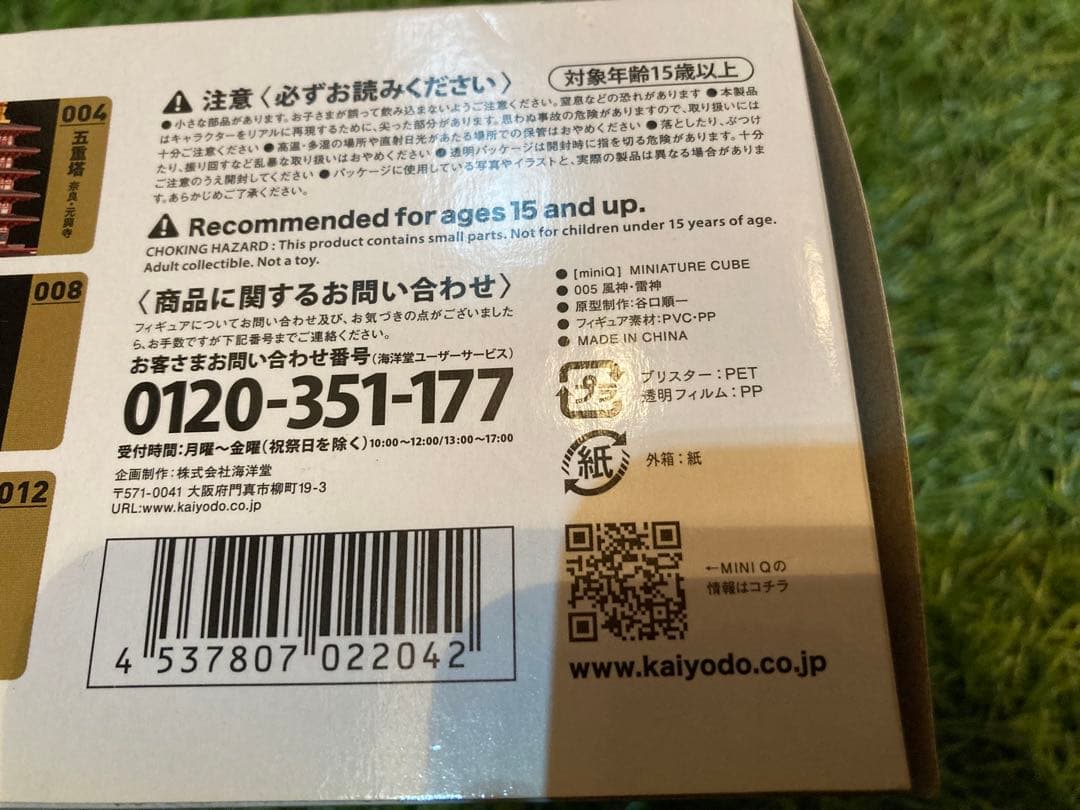 004
五重塔
奈良・元興寺
008
012
注意〈必ずお読みください〉
対象年齢15歳以上
●小さな部品があります。お子さまが誤って飲み込まないようご注意ください。窒息などの恐れがあります ●本製品
はキャラクターをリアルに再現するために、尖った部分があります。思わぬ事故の危険がありますので、取り扱いには
十分ご注意ください ●高温・多湿の場所や直射日光があたる場所での保管はおやめください ●落としたり、ぶつけ
たり、振り回すなど乱暴な取り扱いはおやめください ●透明パッケージは開封時に指を切る危険があります。十分
ご注意のうえ開封してください ●パッケージに使用している写真やイラストと、実際の製品は異なる場合がありま
す。あらかじめご了承ください。
Recommended for ages 15 and up.
CHOKING HAZARD : This product contains small parts. Not for children under 15 years of age.
Adult collectible. Not a toy.
〈商品に関するお問い合わせ〉
フィギュアについてお問い合わせ及び、お気づきの点がございました
ら、お手数ですが下記番号までご連絡ください。
お客さまお問い合わせ番号(海洋堂ユーザーサービス)
0120-351-177
受付時間:月曜～金曜(祝祭日を除く)10:00～12:00/13:00～17:00
企画制作:株式会社海洋堂
〒571-0041 大阪府門真市柳町19-3
URL:www.kaiyodo.co.jp
4 537807 022042
●[miniQ] MINIATURE CUBE
●005 風神・雷神
●原型制作:谷口順一
●フィギュア素材:PVC・PP
●MADE IN CHINA
プラ
ブリスター:PET
透明フィルム:PP
紙
外箱:紙
←MINI Qの
情報はコチラ
www.kaiyodo.co.jp